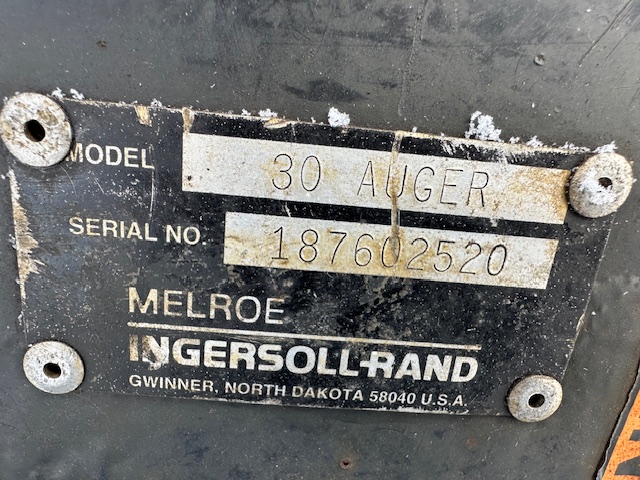 MODEL 30 AUGER
SERIAL NO. 187602520
MELROE
INGERSOLL-RAND
GWINNER, NORTH DAKOTA 58040 U.S.A.